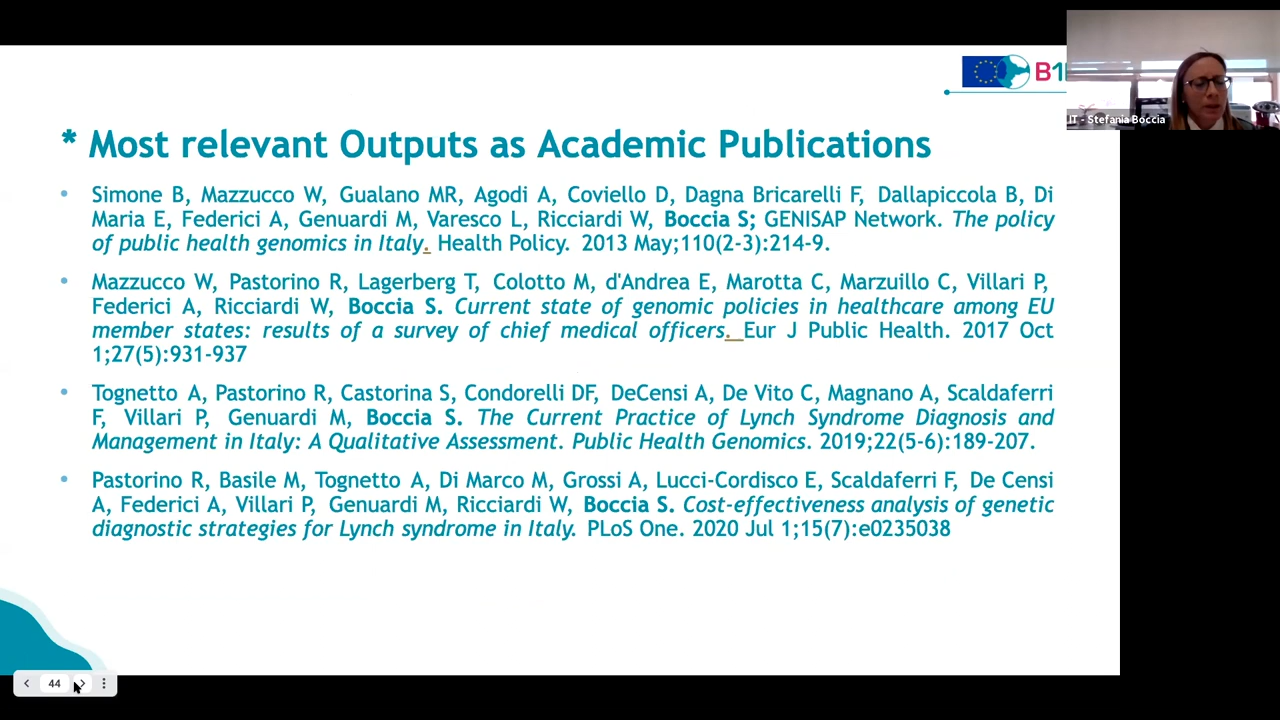 B1
IT - Stefania Boccia
* Most relevant Outputs as Academic Publications
• Simone B, Mazzucco W, Gualano MR, Agodi A, Coviello D, Dagna Bricarelli F, Dallapiccola B, Di
Maria E, Federici A, Genuardi M, Varesco L, Ricciardi W, Boccia S; GENISAP Network. The policy
of public health genomics in Italy. Health Policy. 2013 May;110(2-3):214-9.
• Mazzucco W, Pastorino R, Lagerberg T, Colotto M, d'Andrea E, Marotta C, Marzuillo C, Villari P,
Federici A, Ricciardi W, Boccia S. Current state of genomic policies in healthcare among EU
member states: results of a survey of chief medical officers. Eur J Public Health. 2017 Oct
1;27(5):931-937
• Tognetto A, Pastorino R, Castorina S, Condorelli DF, DeCensi A, De Vito C, Magnano A, Scaldaferri
F, Villari P, Genuardi M, Boccia S. The Current Practice of Lynch Syndrome Diagnosis and
Management in Italy: A Qualitative Assessment. Public Health Genomics. 2019;22(5-6):189-207.
• Pastorino R, Basile M, Tognetto A, Di Marco M, Grossi A, Lucci-Cordisco E, Scaldaferri F, De Censi
A, Federici A, Villari P, Genuardi M, Ricciardi W, Boccia S. Cost-effectiveness analysis of genetic
diagnostic strategies for Lynch syndrome in Italy. PLoS One. 2020 Jul 1;15(7):e0235038
44